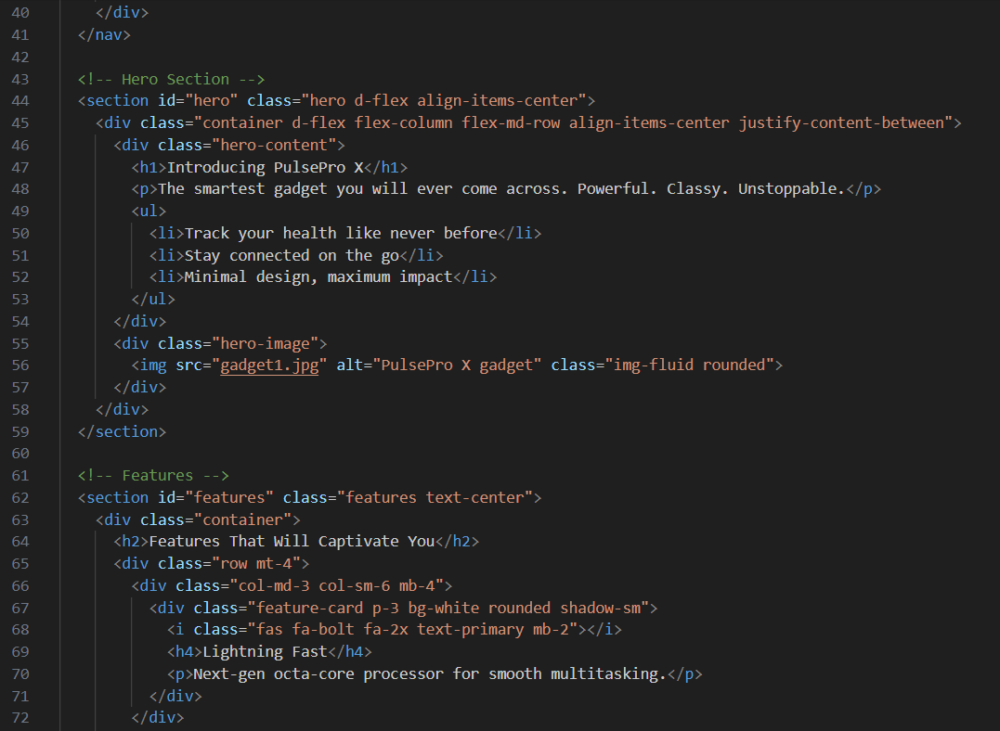 40 </div>
41 </nav>
42
43 <!-- Hero Section -->
44 <section id="hero" class="hero d-flex align-items-center">
45 <div class="container d-flex flex-column flex-md-row align-items-center justify-content-between">
46 <div class="hero-content">
47 <h1>Introducing PulsePro X</h1>
48 <p>The smartest gadget you will ever come across. Powerful. Classy. Unstoppable.</p>
49 <ul>
50 <li>Track your health like never before</li>
51 <li>Stay connected on the go</li>
52 <li>Minimal design, maximum impact</li>
53 </ul>
54 </div>
55 <div class="hero-image">
56 <img src="gadget1.jpg" alt="PulsePro X gadget" class="img-fluid rounded">
57 </div>
58 </div>
59 </section>
60
61 <!-- Features -->
62 <section id="features" class="features text-center">
63 <div class="container">
64 <h2>Features That Will Captivate You</h2>
65 <div class="row mt-4">
66 <div class="col-md-3 col-sm-6 mb-4">
67 <div class="feature-card p-3 bg-white rounded shadow-sm">
68 <i class="fas fa-bolt fa-2x text-primary mb-2"></i>
69 <h4>Lightning Fast</h4>
70 <p>Next-gen octa-core processor for smooth multitasking.</p>
71 </div>
72 </div>